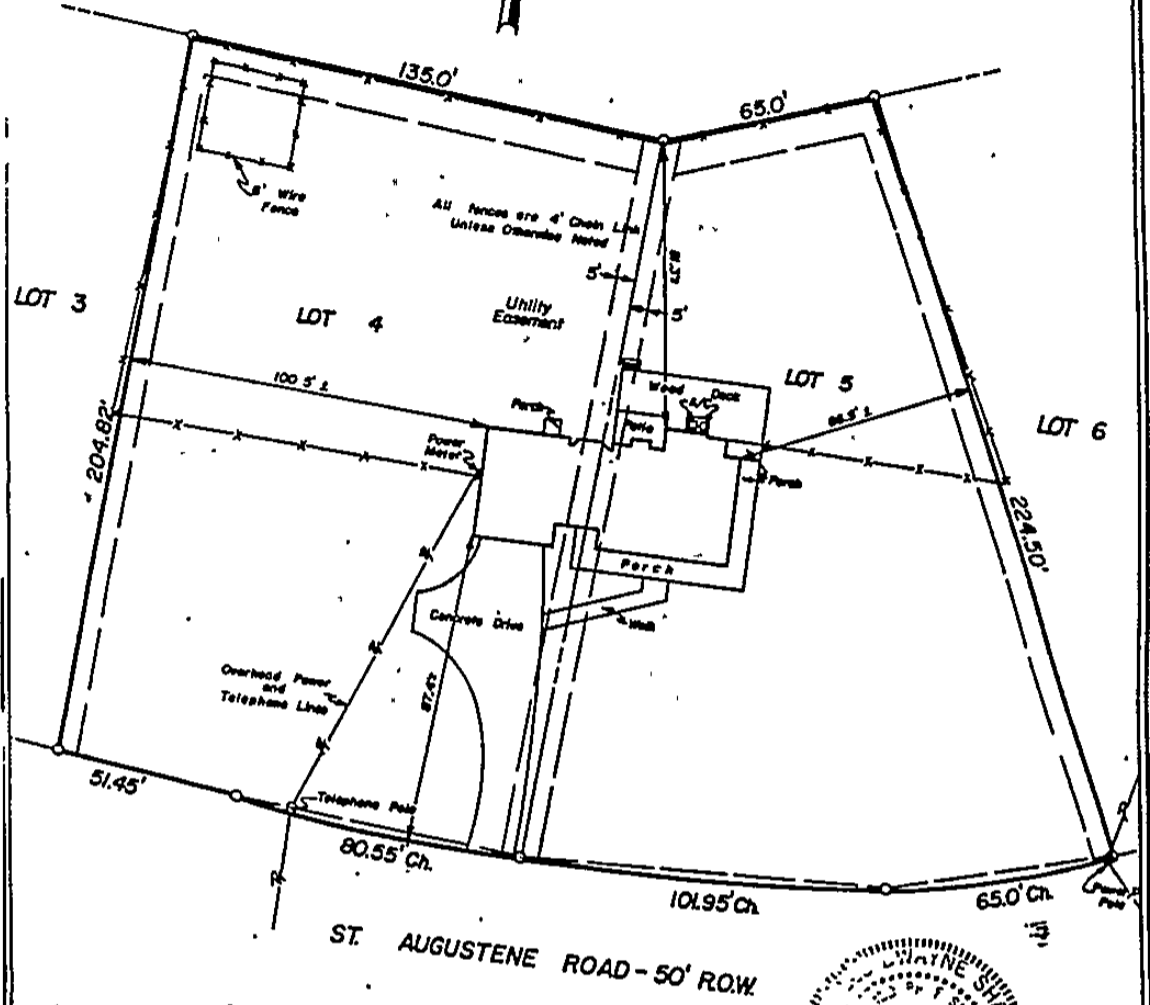 135.0'
65.0'
8' Wire
Fence
All fences are 4' Chain Link
Unless Otherwise Noted
5'
5'
LOT 3
LOT 4
Utility
Easement
LOT 5
LOT 6
100.5' ±
Wood Deck
A/C
Porch
Patio
Power
Meter
Porch
204.82'
224.50'
Porch
Concrete Drive
Walk
Overhead Power
and
Telephone Lines
Telephone Pole
51.45'
80.55' Ch.
101.95' Ch.
65.0' Ch.
Power
Pole
ST. AUGUSTENE ROAD - 50' R.O.W.